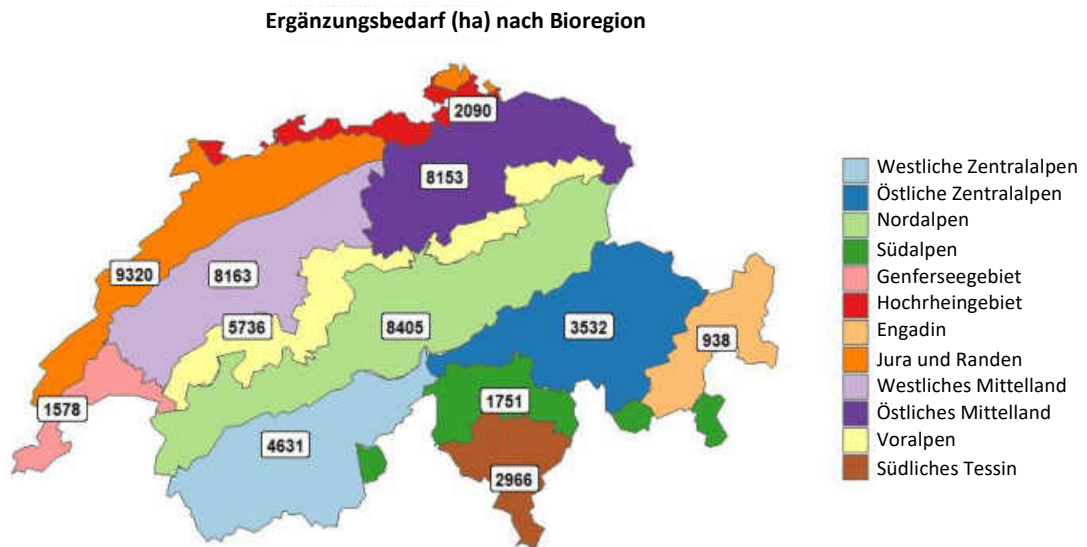 Ergänzungsbedarf (ha) nach Bioregion
2090
8153
9320
8163
5736
8405
3532
938
1578
1751
4631
2966
Westliche Zentralalpen
Östliche Zentralalpen
Nordalpen
Südalpen
Genferseegebiet
Hochrheingebiet
Engadin
Jura und Randen
Westliches Mittelland
Östliches Mittelland
Voralpen
Südliches Tessin